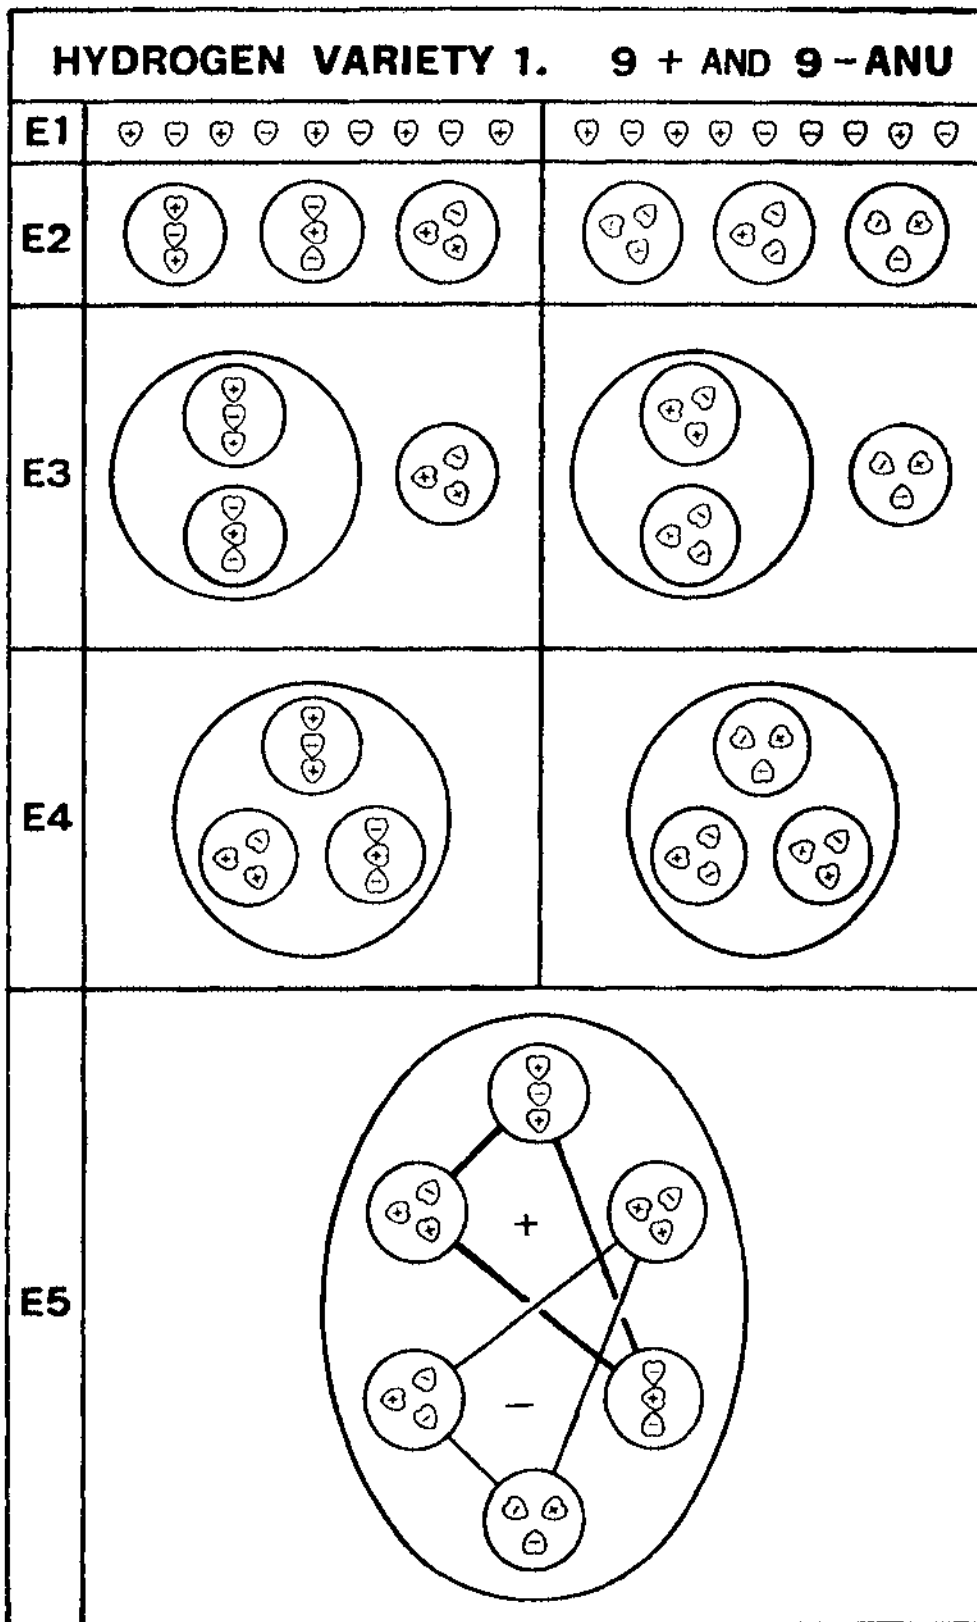 HYDROGEN VARIETY 1. 9 + AND 9 - ANU
E1 + - + - + - + - + + - + + - - - + -
E2
E3
E4
E5
+
-